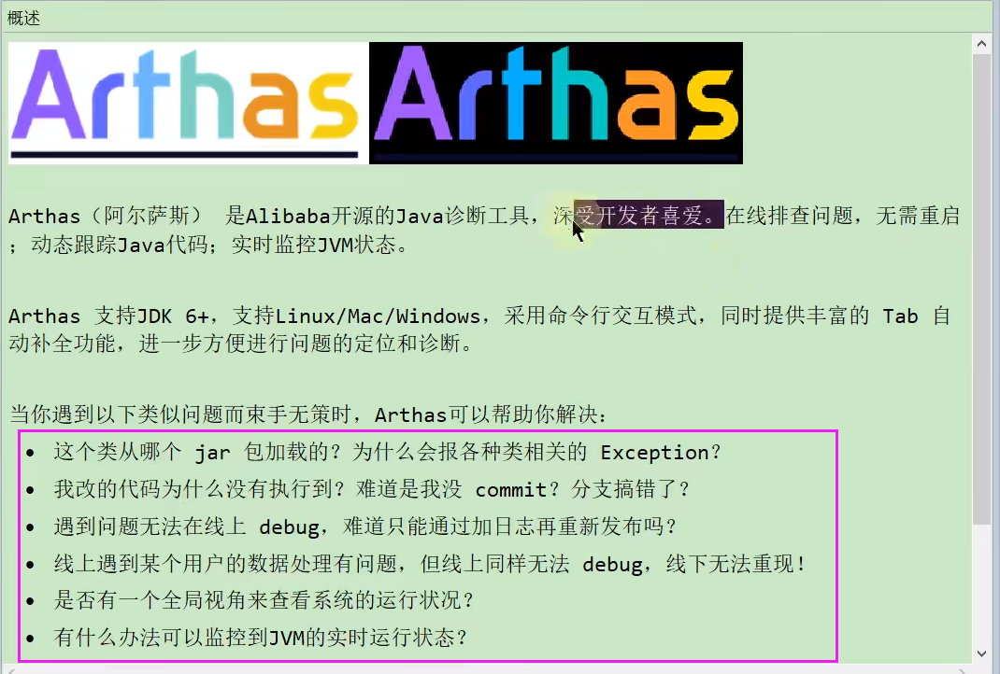 概述
Arthas Arthas
Arthas（阿尔萨斯） 是Alibaba开源的Java诊断工具，深受开发者喜爱。在线排查问题，无需重启
；动态跟踪Java代码；实时监控JVM状态。
Arthas 支持JDK 6+，支持Linux/Mac/Windows，采用命令行交互模式，同时提供丰富的 Tab 自
动补全功能，进一步方便进行问题的定位和诊断。
当你遇到以下类似问题而束手无策时，Arthas可以帮助你解决：
• 这个类从哪个 jar 包加载的？为什么会报各种类相关的 Exception？
• 我改的代码为什么没有执行到？难道是我没 commit？分支搞错了？
• 遇到问题无法在线上 debug，难道只能通过加日志再重新发布吗？
• 线上遇到某个用户的数据处理有问题，但线上同样无法 debug，线下无法重现！
• 是否有一个全局视角来查看系统的运行状况？
• 有什么办法可以监控到JVM的实时运行状态？